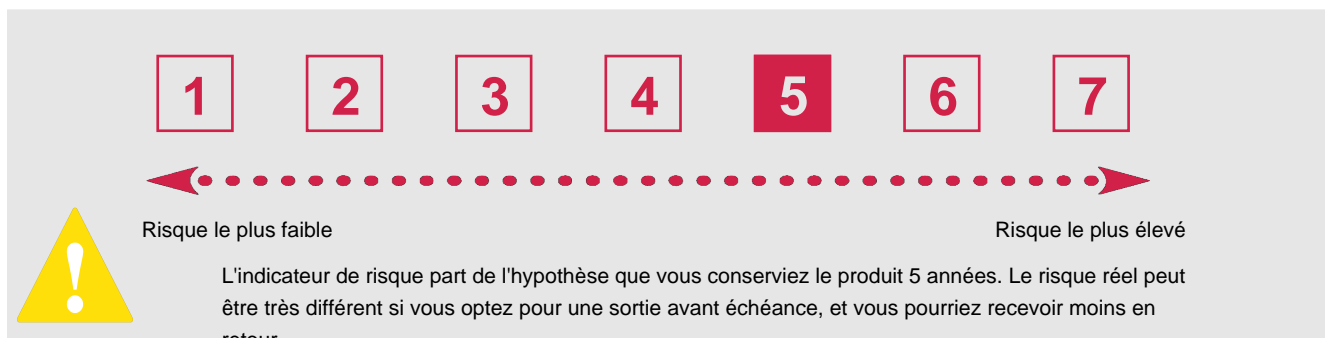 1 2 3 4 5 6 7
Risque le plus faible Risque le plus élevé
L'indicateur de risque part de l'hypothèse que vous conserviez le produit 5 années. Le risque réel peut
être très différent si vous optez pour une sortie avant échéance, et vous pourriez recevoir moins en